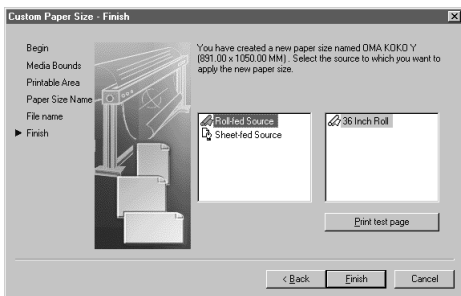 Custom Paper Size - Finish
Begin
Media Bounds
Printable Area
Paper Size Name
File name
Finish
You have created a new paper size named OMA KOKO Y
(891.00 x 1050.00 MM) . Select the source to which you want to
apply the new paper size.
Roll-fed Source
Sheet-fed Source
36 Inch Roll
Print test page
< Back
Finish
Cancel